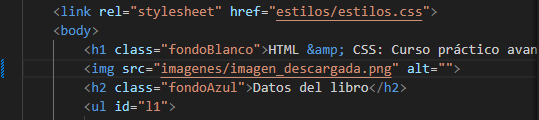 <link rel="stylesheet" href="estilos/estilos.css">
<body>
<h1 class="fondoBlanco">HTML &amp; CSS: Curso práctico avan
<img src="imagenes/imagen_descargada.png" alt="">
<h2 class="fondoAzul">Datos del libro</h2>
<ul id="l1">